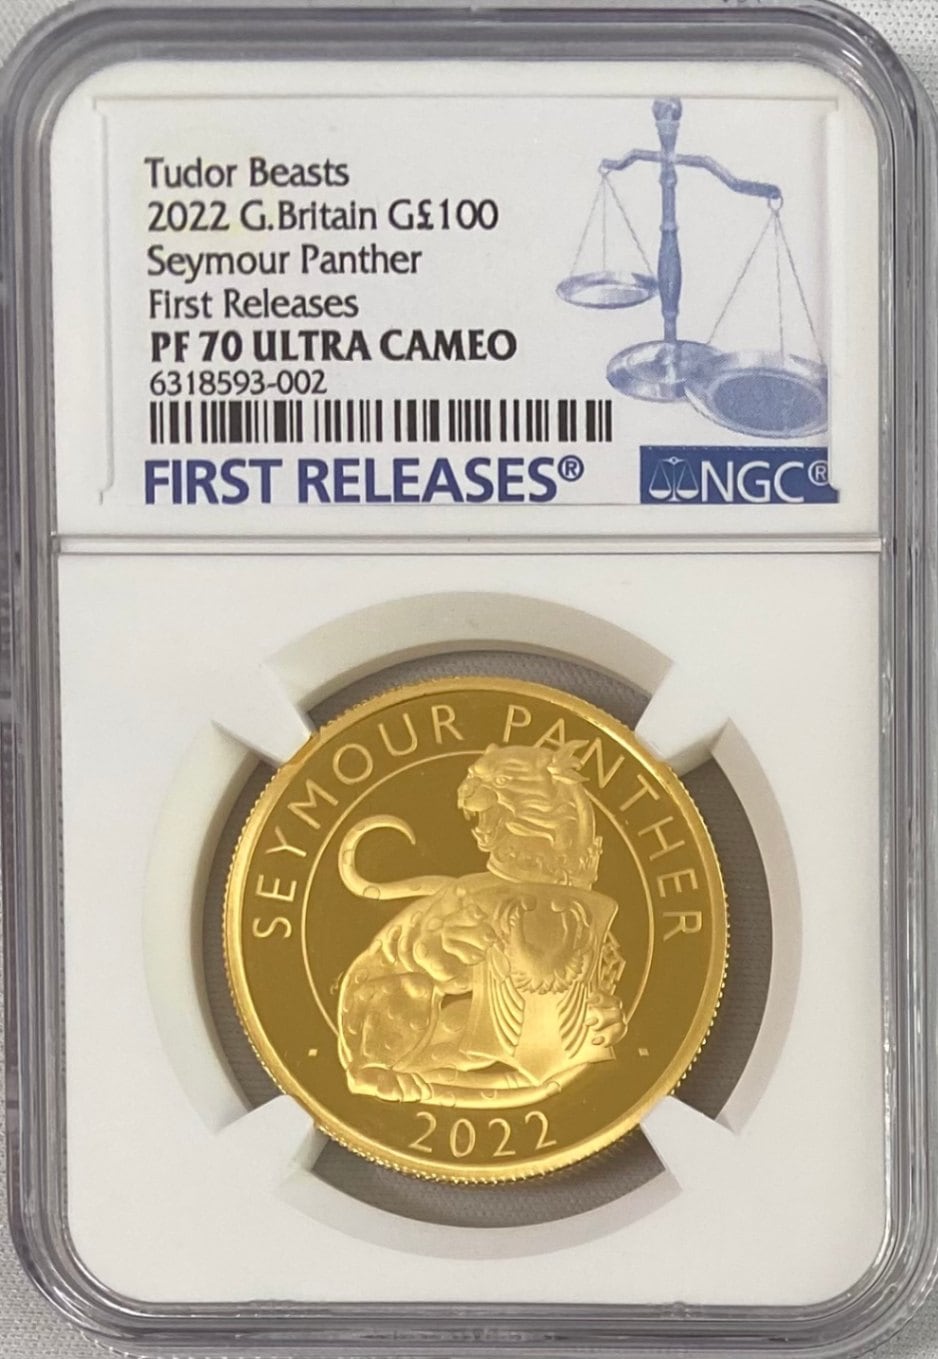 Tudor Beasts
2022 G.Britain G£100
Seymour Panther
First Releases
PF 70 ULTRA CAMEO
6318593-002
FIRST RELEASES®
NGC®
SEYMOUR PANTHER
2022